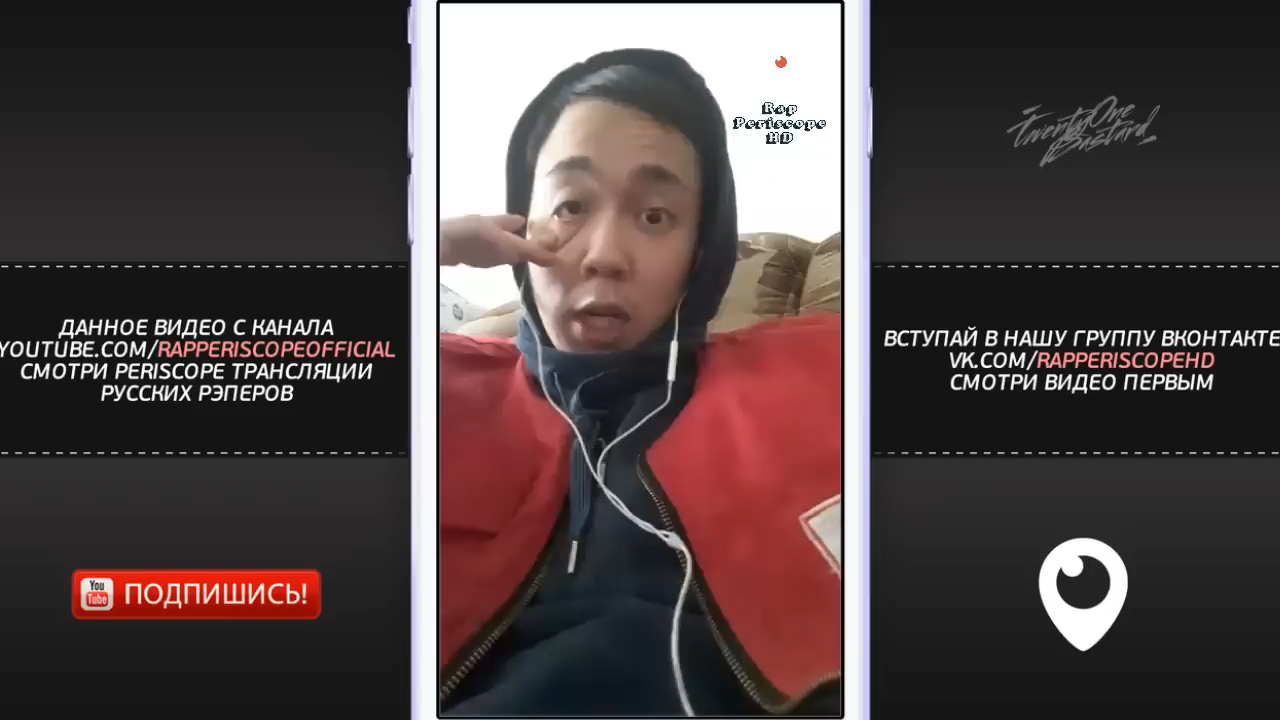 ДАННОЕ ВИДЕО С КАНАЛА
YOUTUBE.COM/RAPPERISCOPEOFFICIAL
СМОТРИ PERISCOPE ТРАНСЛЯЦИИ
РУССКИХ РЭПЕРОВ
You
Tube
ПОДПИШИСЬ!
Rap
Periscope
HD
TwentyOne
Bastard
ВСТУПАЙ В НАШУ ГРУППУ ВКОНТАКТЕ
VK.COM/RAPPERISCOPEHD
СМОТРИ ВИДЕО ПЕРВЫМ